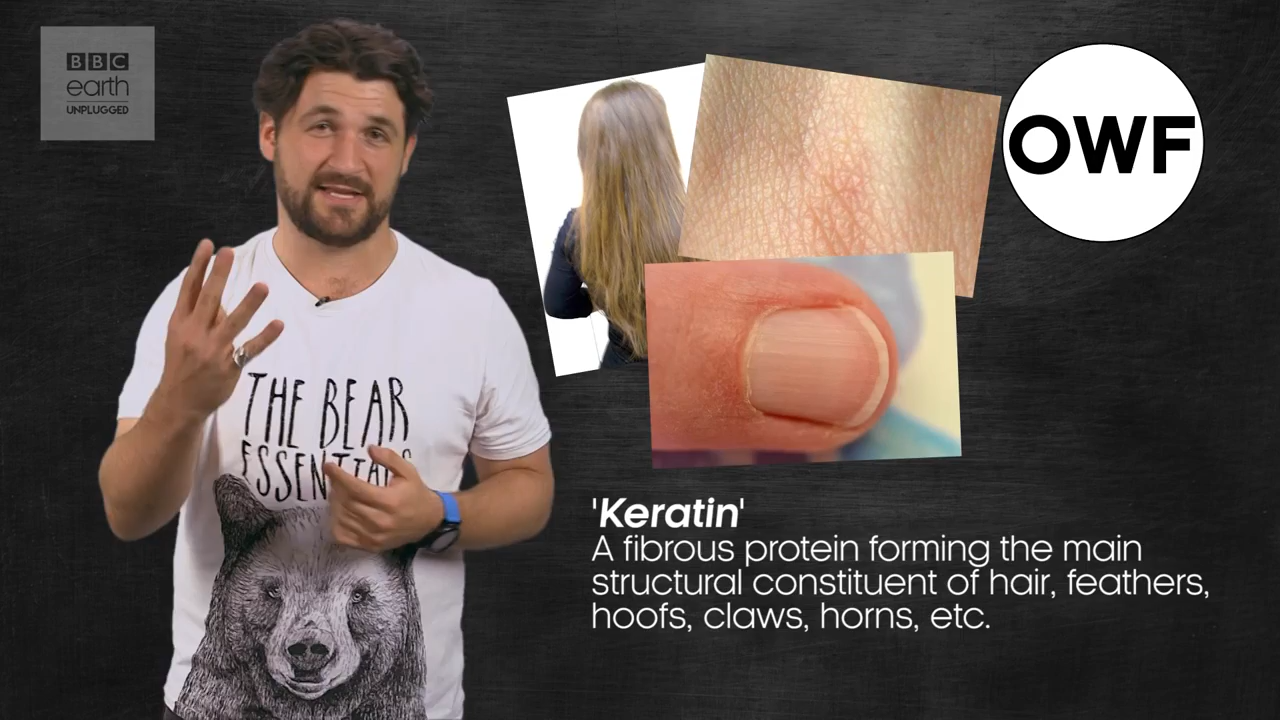 BBC
earth
UNPLUGGED
OWF
THE BEAR
ESSENTIALS
'Keratin'
A fibrous protein forming the main
structural constituent of hair, feathers,
hoofs, claws, horns, etc.